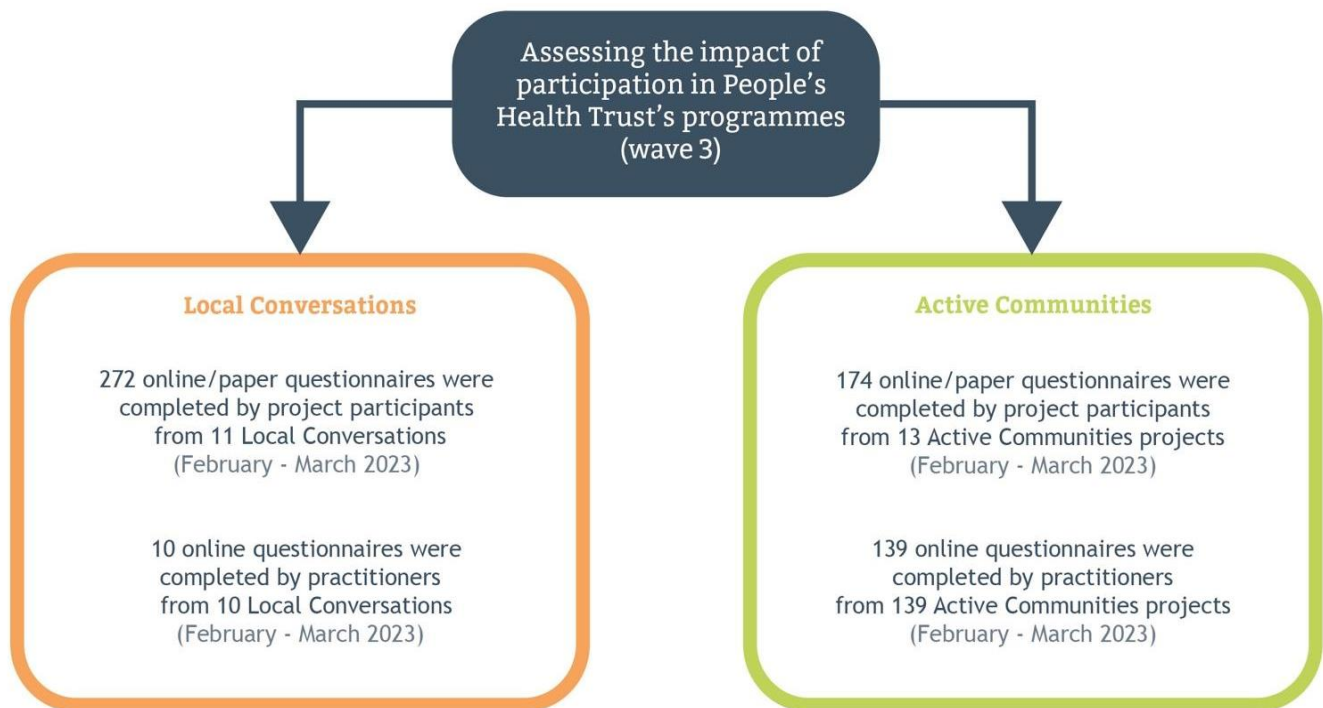 Assessing the impact of
participation in People’s
Health Trust’s programmes
(wave 3)
Local Conversations
272 online/paper questionnaires were
completed by project participants
from 11 Local Conversations
(February - March 2023)
10 online questionnaires were
completed by practitioners
from 10 Local Conversations
(February - March 2023)
Active Communities
174 online/paper questionnaires were
completed by project participants
from 13 Active Communities projects
(February - March 2023)
139 online questionnaires were
completed by practitioners
from 139 Active Communities projects
(February - March 2023)